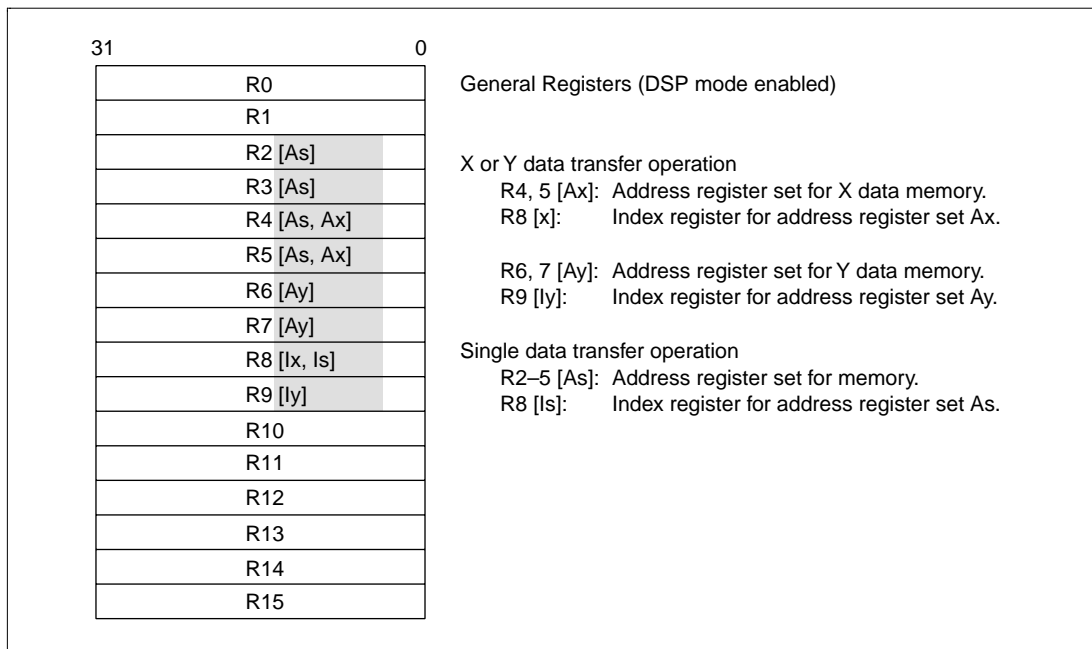 31 0
R0
R1
R2 [As]
R3 [As]
R4 [As, Ax]
R5 [As, Ax]
R6 [Ay]
R7 [Ay]
R8 [Ix, Is]
R9 [Iy]
R10
R11
R12
R13
R14
R15
General Registers (DSP mode enabled)
X or Y data transfer operation
R4, 5 [Ax]: Address register set for X data memory.
R8 [x]: Index register for address register set Ax.
R6, 7 [Ay]: Address register set for Y data memory.
R9 [Iy]: Index register for address register set Ay.
Single data transfer operation
R2–5 [As]: Address register set for memory.
R8 [Is]: Index register for address register set As.